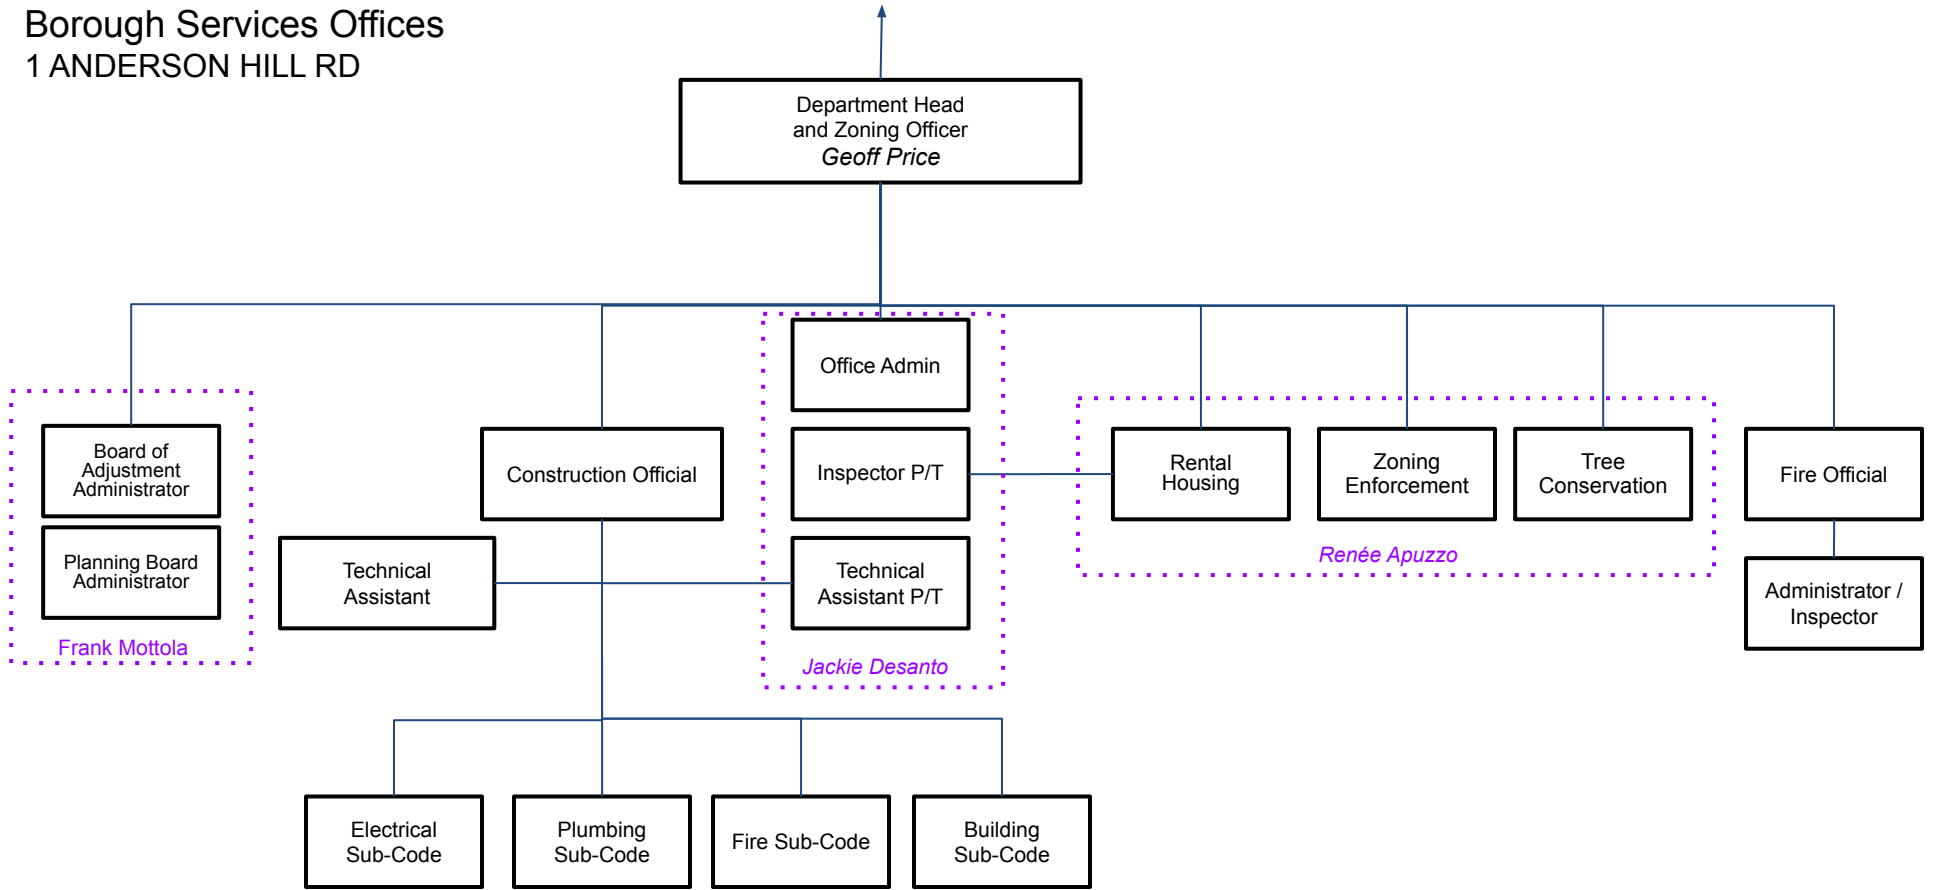 Borough Services Offices
1 ANDERSON HILL RD
Department Head
and Zoning Officer
Geoff Price
Office Admin
Board of
Adjustment
Administrator
Construction Official
Inspector P/T
Rental
Housing
Zoning
Enforcement
Tree
Conservation
Fire Official
Planning Board
Administrator
Technical
Assistant
Technical
Assistant P/T
Renée Apuzzo
Administrator /
Inspector
Frank Mottola
Jackie Desanto
Electrical
Sub-Code
Plumbing
Sub-Code
Fire Sub-Code
Building
Sub-Code